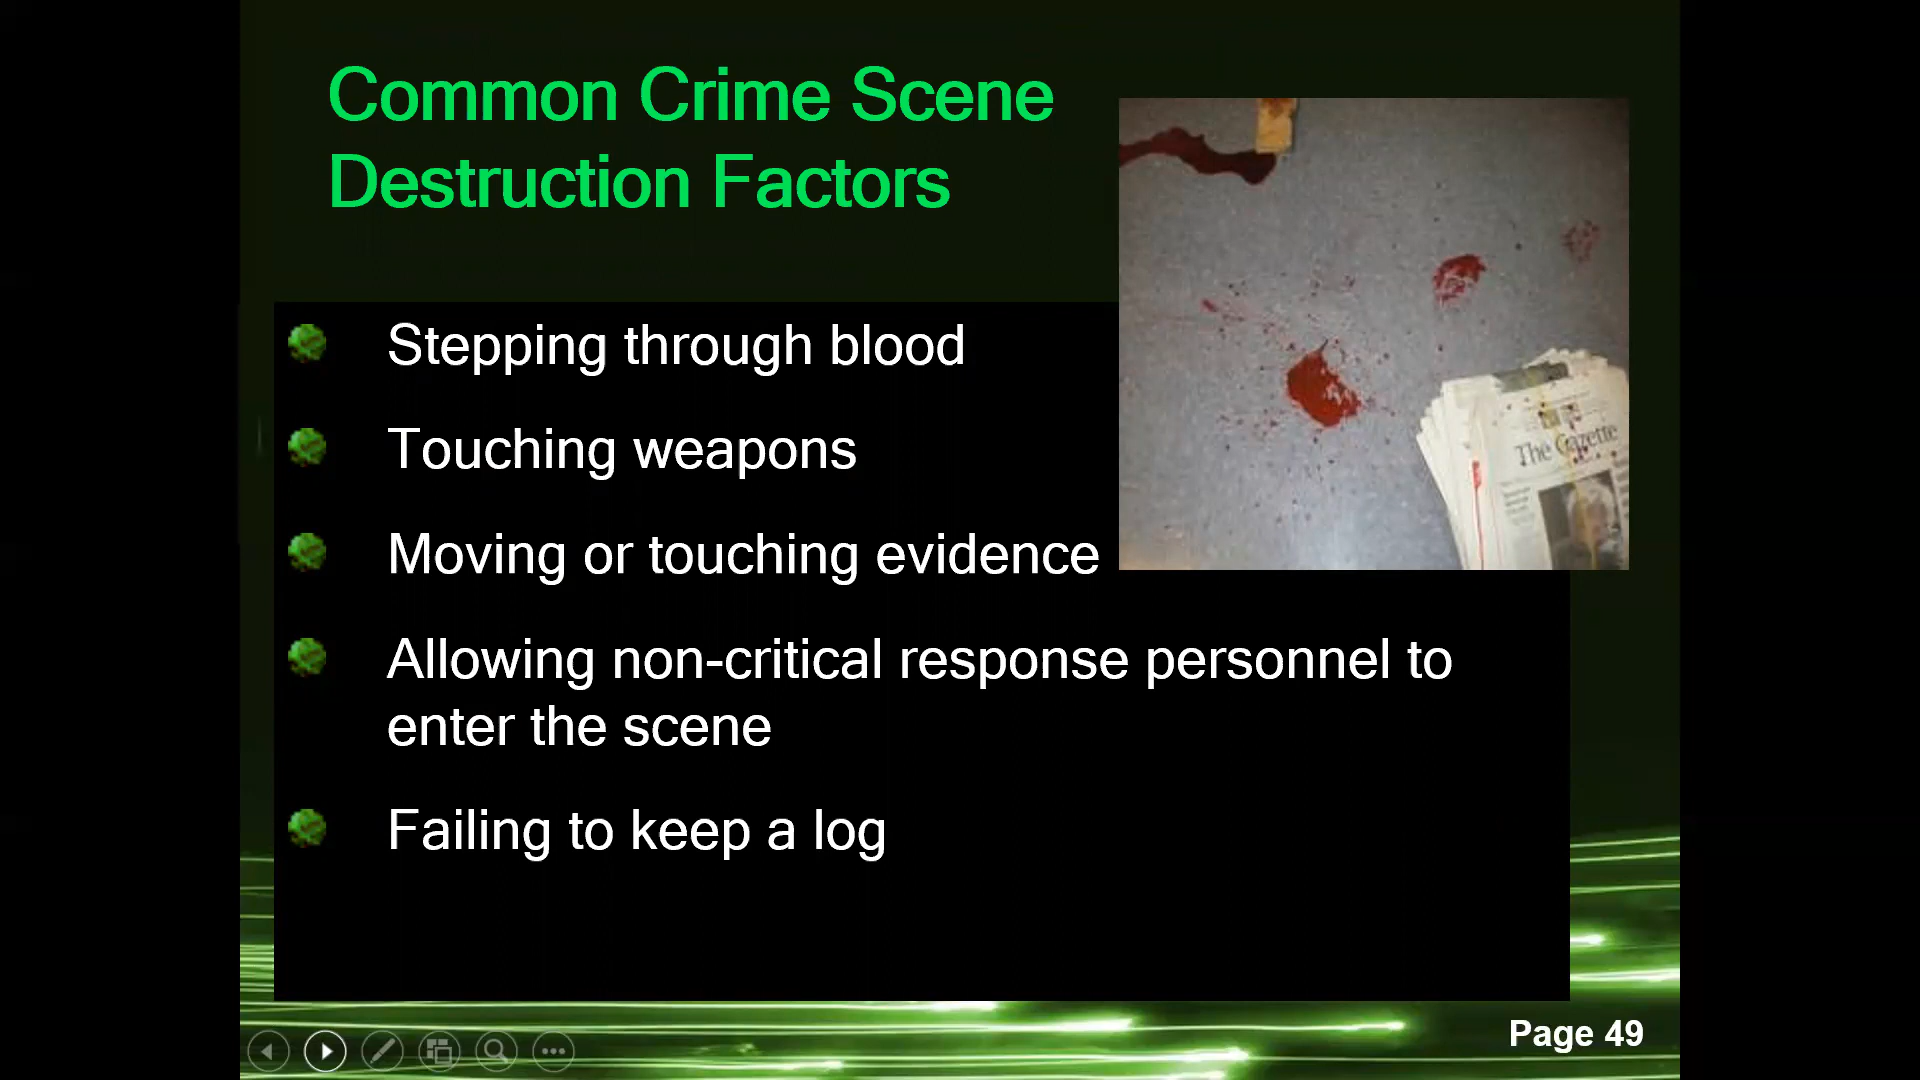 Common Crime Scene
Destruction Factors
Stepping through blood
Touching weapons
Moving or touching evidence
Allowing non-critical response personnel to
enter the scene
Failing to keep a log
The Gazette
Page 49